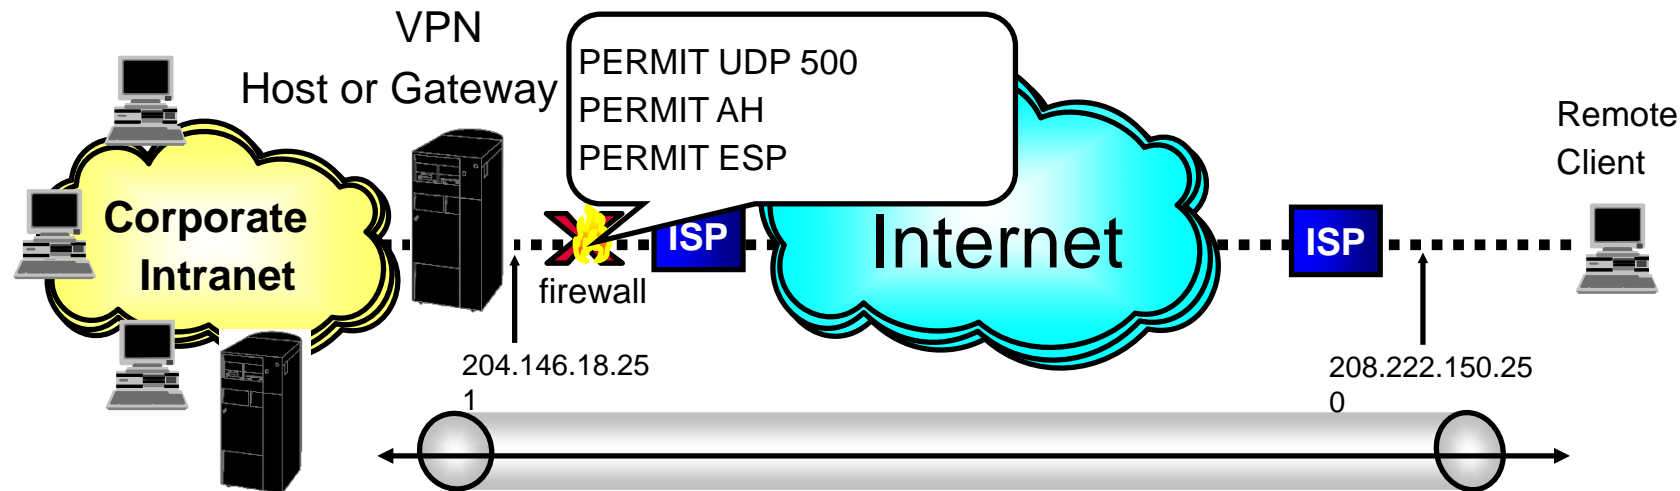 VPN
Host or Gateway
PERMIT UDP 500
PERMIT AH
PERMIT ESP
Remote
Client
Corporate
Intranet
firewall
ISP
Internet
ISP
204.146.18.25
1
208.222.150.25
0